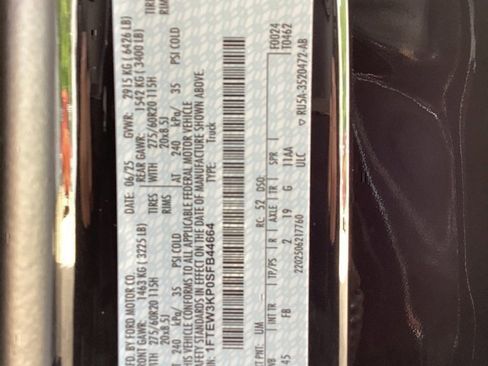 BY FORD MOTOR CO. DATE: 06/25 GVWR: 2915 KG ( 6426 LB)
FRONT GAWR: 1463 KG ( 3225 LB) REAR GAWR: 1542 KG ( 3400 LB)
275/60R20 115H TIRES WITH 275/60R20 115H TIRES
20x8.5J RIMS 20x8.5J RIMS
240 kPa/ 35 PSI COLD AT 240 kPa/ 35 PSI COLD
THIS VEHICLE CONFORMS TO ALL APPLICABLE FEDERAL MOTOR VEHICLE
SAFETY STANDARDS IN EFFECT ON THE DATE OF MANUFACTURE SHOWN ABOVE.
1FTEW3KP0SFB44664 TYPE: Truck
F0024
T0462
PNT: UM RC: 52 DSO:
WB INT TR TP/PS R AXLE TR SPR
45 FB 2 19 G 11AA
ULC
2202506217760 ▽ RU5A-3520472-AB